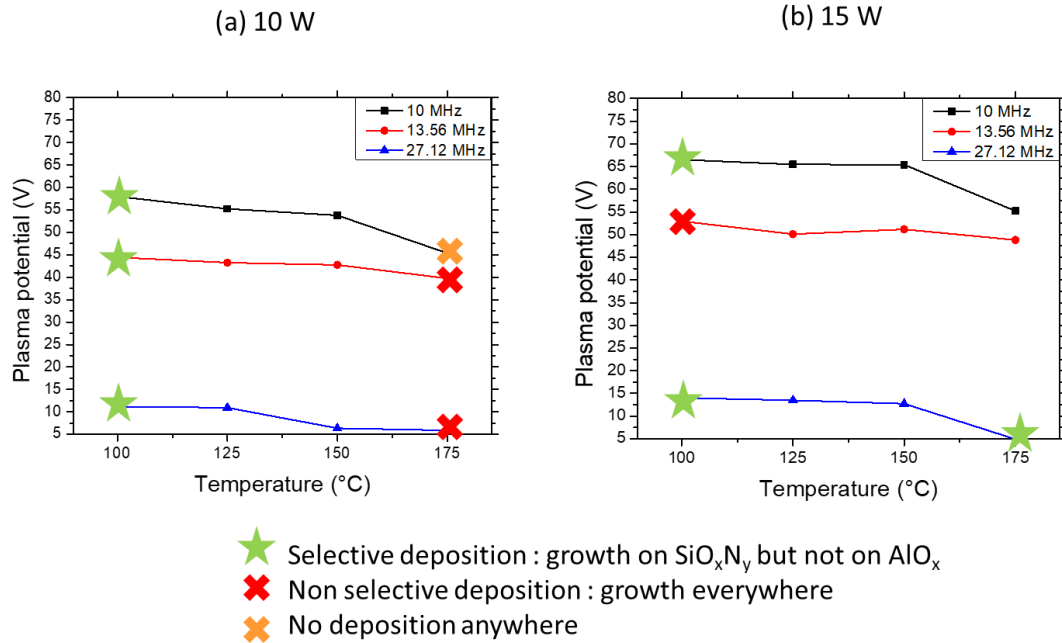 (a) 10 W
(b) 15 W
80
75
70
65
60
55
50
45
40
35
30
25
20
15
10
5
Plasma potential (V)
10 MHz
13.56 MHz
27.12 MHz
100
125
150
175
Temperature (°C)
80
75
70
65
60
55
50
45
40
35
30
25
20
15
10
5
Plasma potential (V)
10 MHz
13.56 MHz
27.12 MHz
100
125
150
175
Temperature (°C)
Selective deposition : growth on SiOₓNᵧ but not on AlOₓ
Non selective deposition : growth everywhere
No deposition anywhere